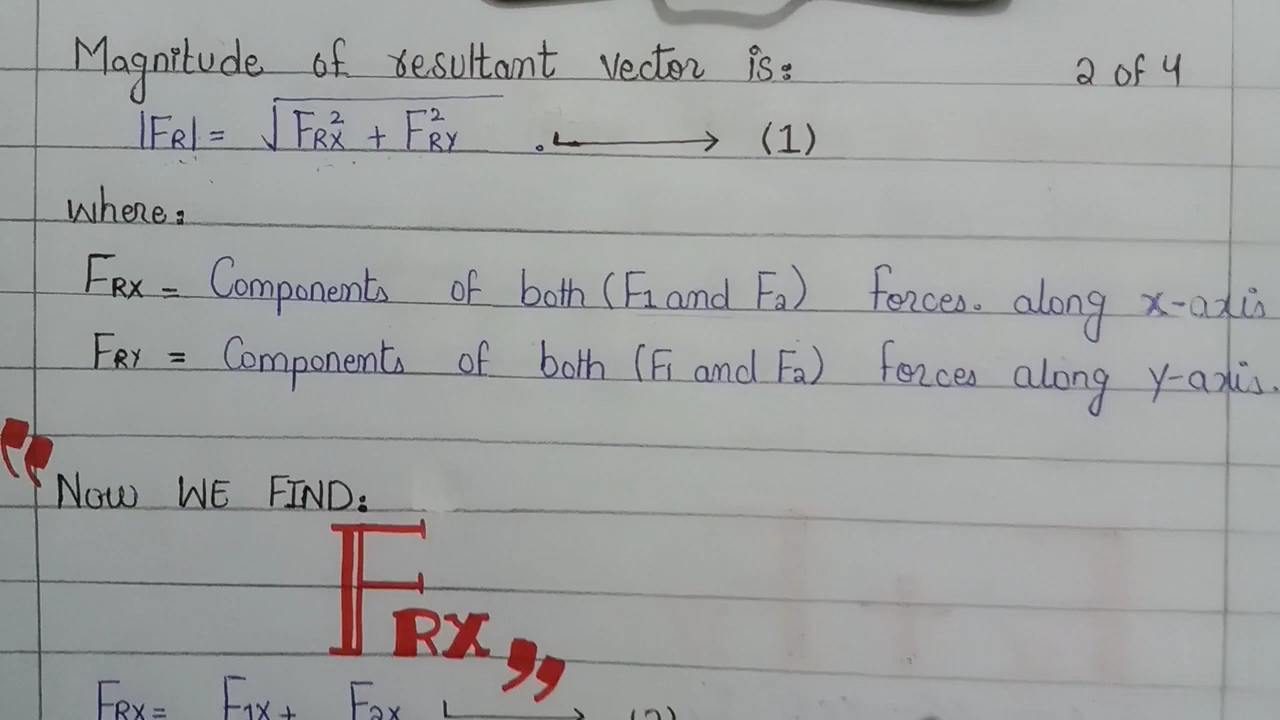 Magnitude of resultant vector is: 2 of 4
|FR| = √FRX² + FRY² . ⟶ (1)
where:
FRX = Components of both (F1 and F2) forces. along x-axis
FRY = Components of both (F1 and F2) forces along y-axis.
"Now WE FIND:
FRX"
FRX = F1X + F2X ⟶ (2)